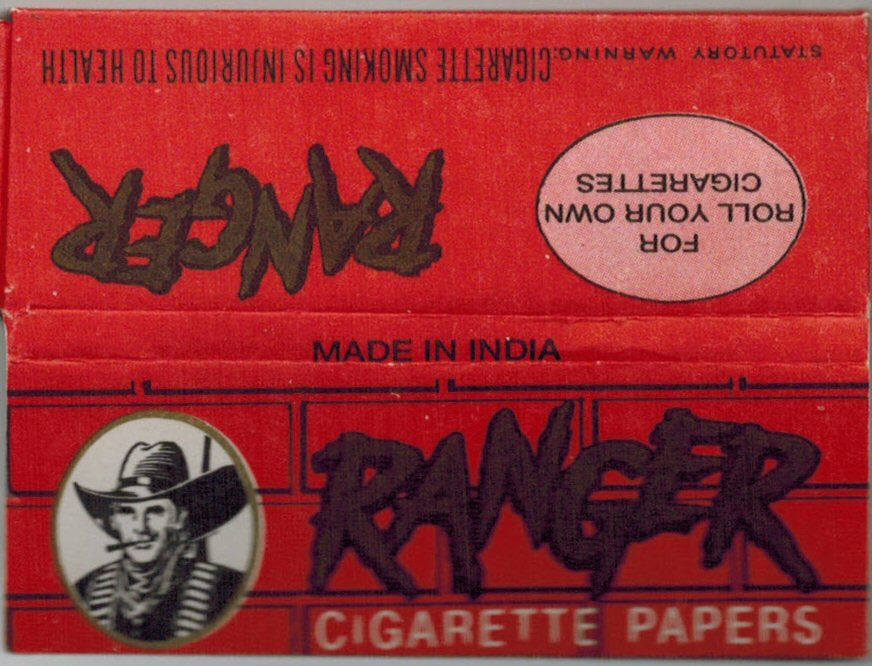 STATUTORY WARNING: CIGARETTE SMOKING IS INJURIOUS TO HEALTH
RANGER
FOR
ROLL YOUR OWN
CIGARETTES
MADE IN INDIA
RANGER
CIGARETTE PAPERS